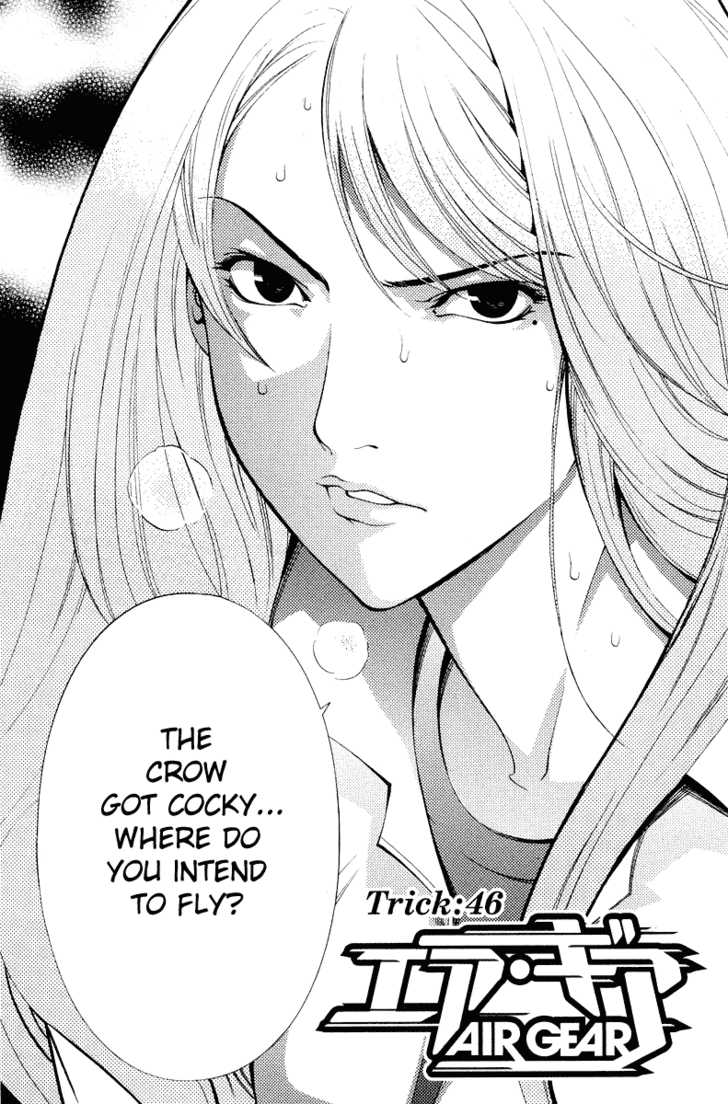 THE
CROW
GOT COCKY...
WHERE DO
YOU INTEND
TO FLY?
Trick:46
エア・ギア
AIR GEAR